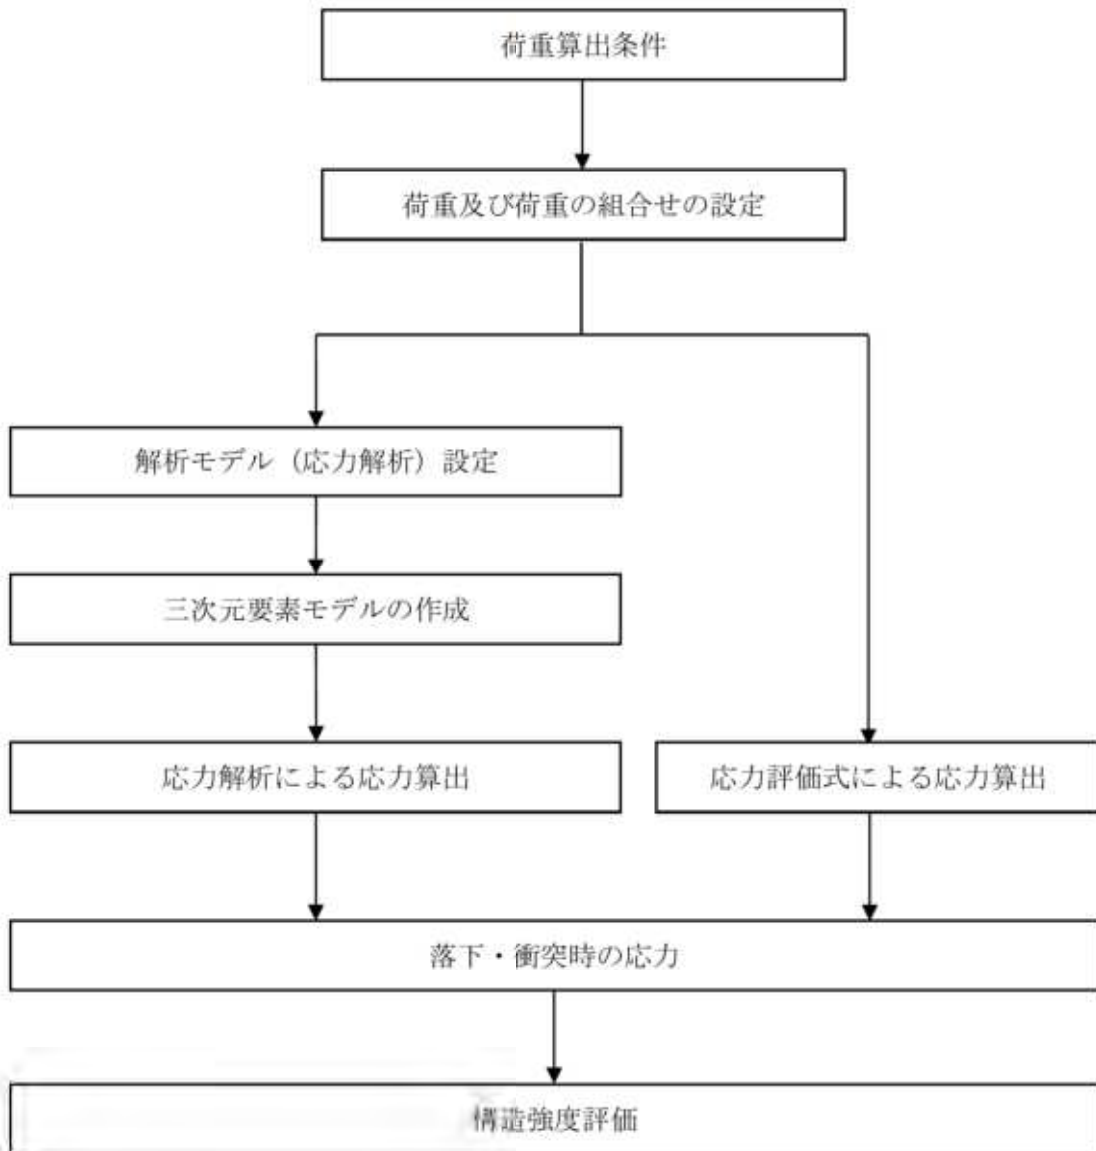 荷重算出条件
荷重及び荷重の組合せの設定
解析モデル（応力解析）設定
三次元要素モデルの作成
応力解析による応力算出
応力評価式による応力算出
落下・衝突時の応力
構造強度評価